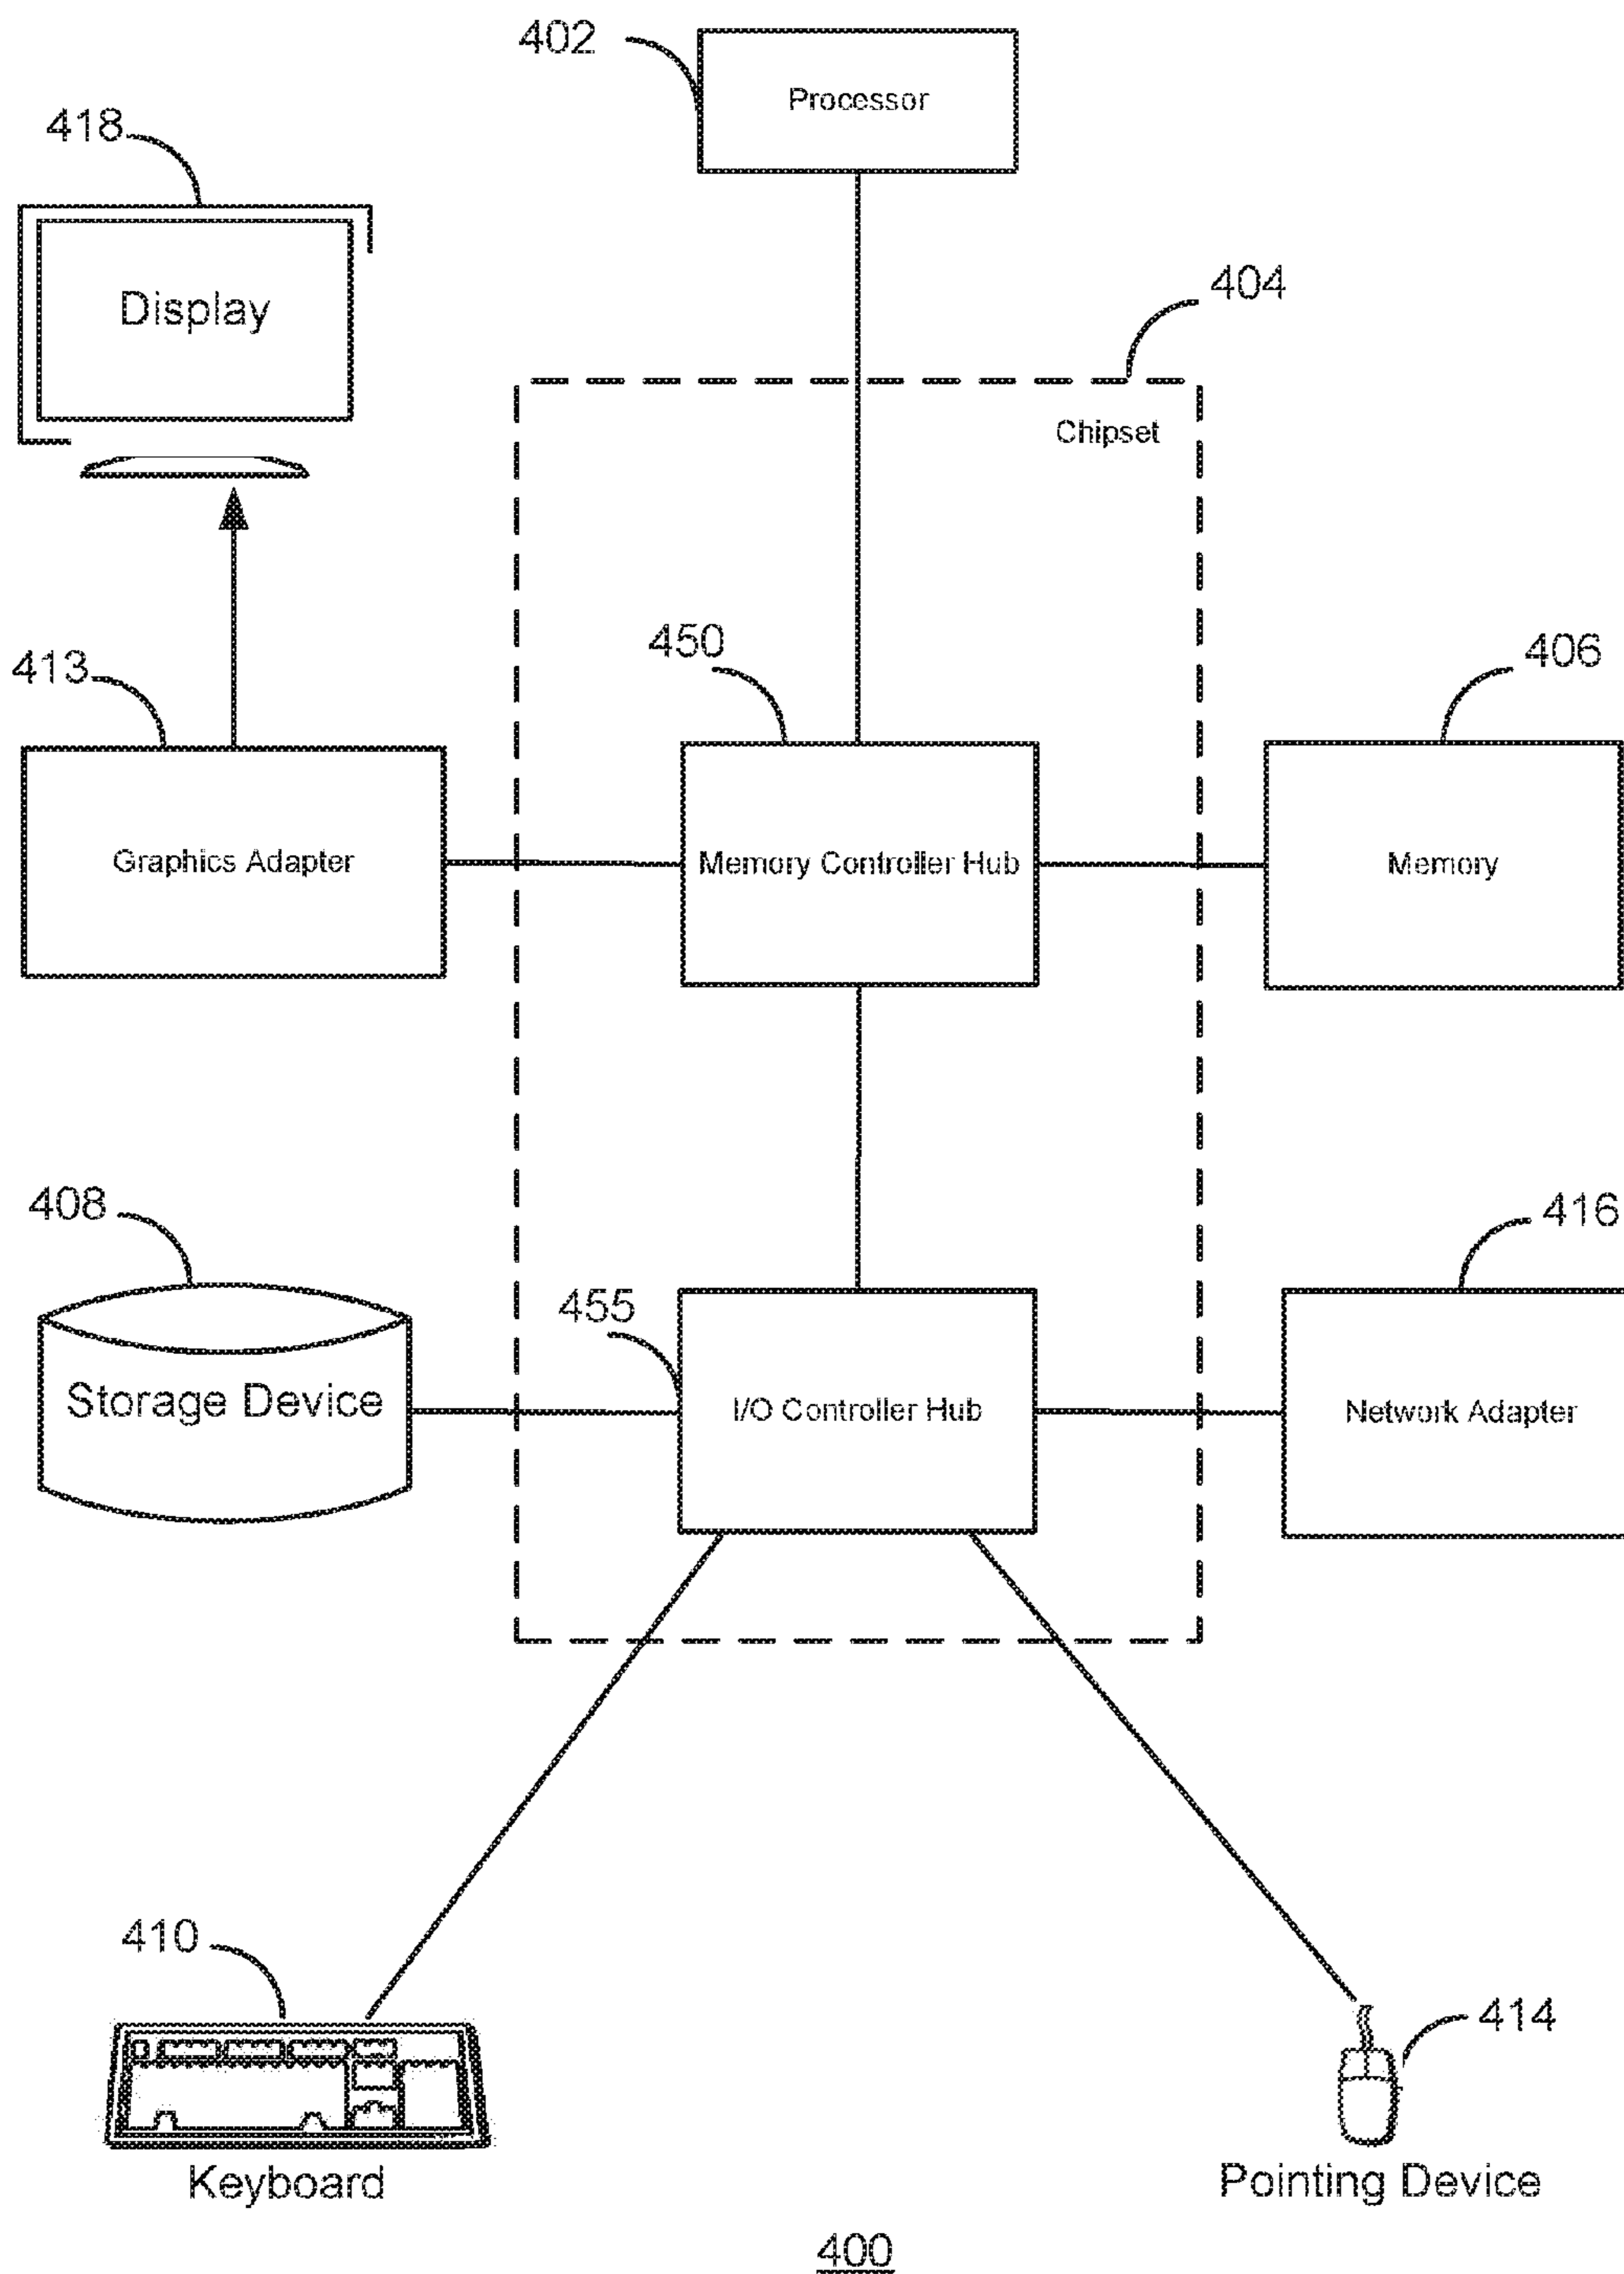 402
Processor
418
Display
404
Chipset
413
450
406
Graphics Adapter
Memory Controller Hub
Memory
408
455
416
Storage Device
I/O Controller Hub
Network Adapter
410
414
Keyboard
Pointing Device
400